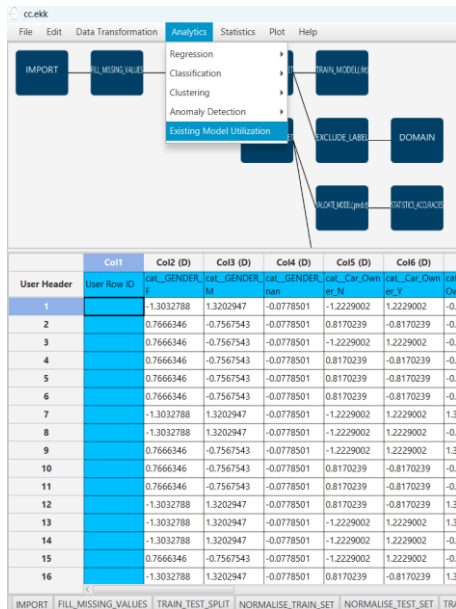 cc.ekk
File Edit Data Transformation Analytics Statistics Plot Help
Regression
Classification
Clustering
Anomaly Detection
Existing Model Utilization
IMPORT FILL_MISSING_VALUES TRAIN_MODEL(.fit)
EXCLUDE_LABEL DOMAIN
STATISTICS_ACCURACIES
Col1 Col2 (D) Col3 (D) Col4 (D) Col5 (D) Col6 (D)
User Header User Row ID cat__GENDER_F cat__GENDER_M cat__GENDER_nan cat__Car_Owner_N cat__Car_Owner_Y
1 -1.3032788 1.3202947 -0.0778501 -1.2229002 1.2229002
2 0.7666346 -0.7567543 -0.0778501 0.8170239 -0.8170239
3 0.7666346 -0.7567543 -0.0778501 -1.2229002 1.2229002
4 0.7666346 -0.7567543 -0.0778501 0.8170239 -0.8170239
5 0.7666346 -0.7567543 -0.0778501 0.8170239 -0.8170239
6 0.7666346 -0.7567543 -0.0778501 0.8170239 -0.8170239
7 -1.3032788 1.3202947 -0.0778501 -1.2229002 1.2229002
8 -1.3032788 1.3202947 -0.0778501 -1.2229002 1.2229002
9 0.7666346 -0.7567543 -0.0778501 -1.2229002 1.2229002
10 0.7666346 -0.7567543 -0.0778501 0.8170239 -0.8170239
11 0.7666346 -0.7567543 -0.0778501 0.8170239 -0.8170239
12 -1.3032788 1.3202947 -0.0778501 0.8170239 -0.8170239
13 -1.3032788 1.3202947 -0.0778501 -1.2229002 1.2229002
14 -1.3032788 1.3202947 -0.0778501 -1.2229002 1.2229002
15 0.7666346 -0.7567543 -0.0778501 -1.2229002 1.2229002
16 -1.3032788 1.3202947 -0.0778501 -1.2229002 1.2229002
IMPORT FILL_MISSING_VALUES TRAIN_TEST_SPLIT NORMALISE_TRAIN_SET NORMALISE_TEST_SET